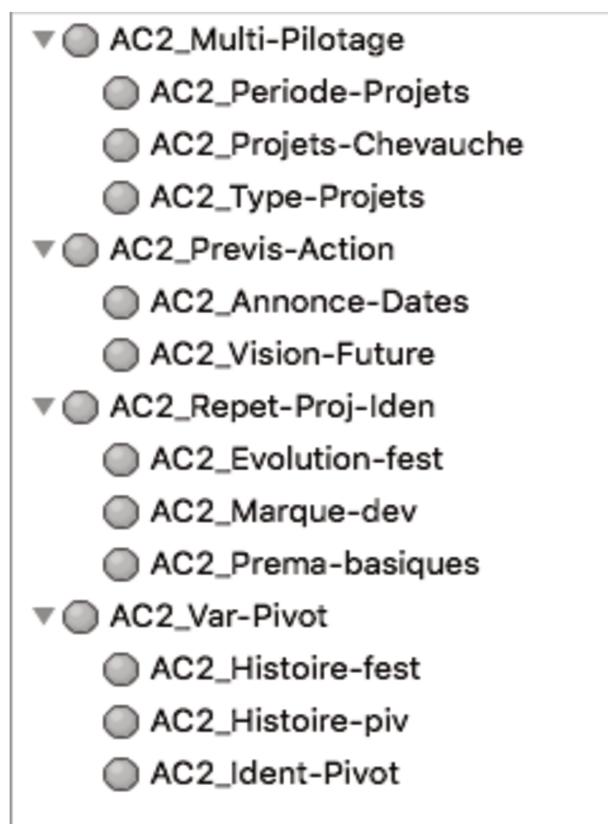 AC2_Multi-Pilotage
AC2_Periode-Projets
AC2_Projets-Chevauche
AC2_Type-Projets
AC2_Previs-Action
AC2_Annonce-Dates
AC2_Vision-Future
AC2_Repet-Proj-Iden
AC2_Evolution-fest
AC2_Marque-dev
AC2_Prema-basiques
AC2_Var-Pivot
AC2_Histoire-fest
AC2_Histoire-piv
AC2_Ident-Pivot